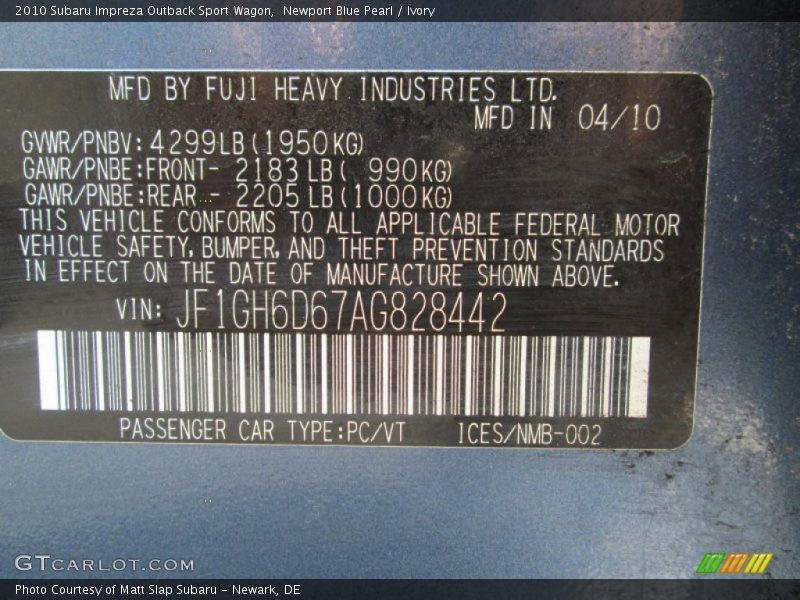 2010 Subaru Impreza Outback Sport Wagon,  Newport Blue Pearl / Ivory
MFD BY FUJI HEAVY INDUSTRIES LTD.
MFD IN 04/10
GVWR/PNBV: 4299LB(1950KG)
GAWR/PNBE:FRONT- 2183 LB( 990KG)
GAWR/PNBE:REAR - 2205 LB(1000KG)
THIS VEHICLE CONFORMS TO ALL APPLICABLE FEDERAL MOTOR
VEHICLE SAFETY, BUMPER, AND THEFT PREVENTION STANDARDS
IN EFFECT ON THE DATE OF MANUFACTURE SHOWN ABOVE.
VIN: JF1GH6D67AG828442
PASSENGER CAR TYPE:PC/VT ICES/NMB-002
GTCARLOT.COM
Photo Courtesy of Matt Slap Subaru - Newark, DE